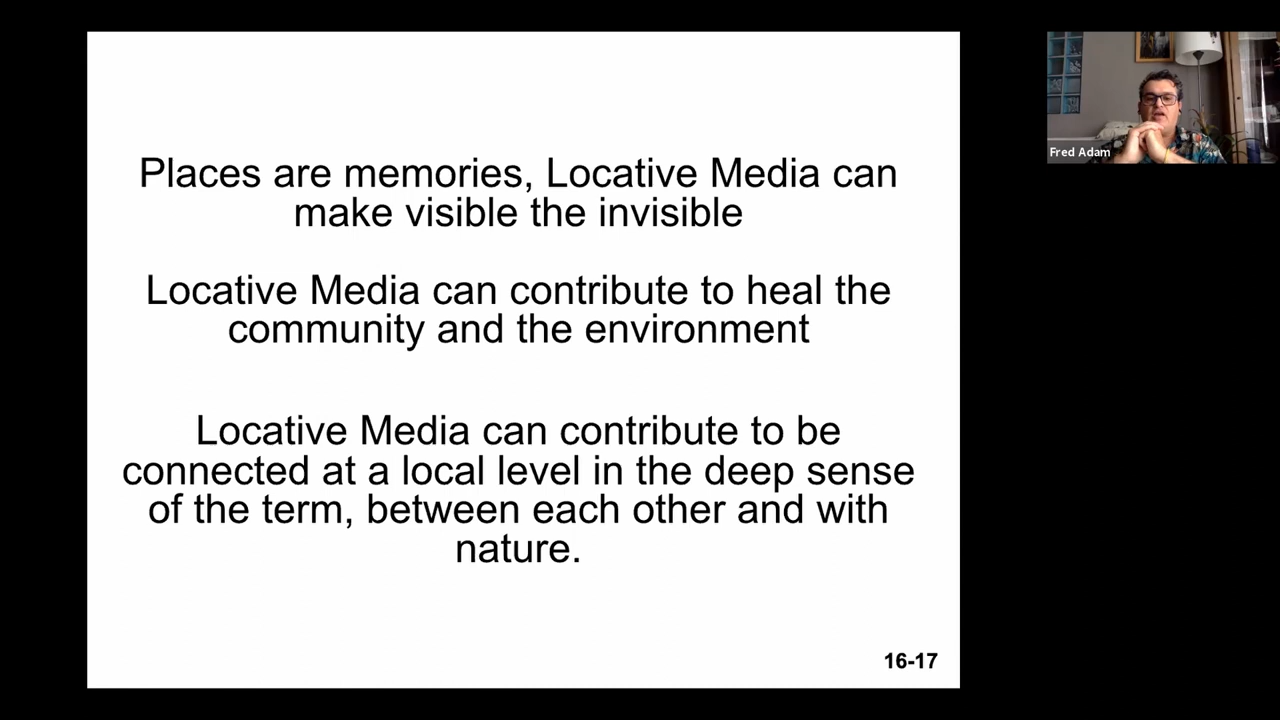 Places are memories, Locative Media can
make visible the invisible
Locative Media can contribute to heal the
community and the environment
Locative Media can contribute to be
connected at a local level in the deep sense
of the term, between each other and with
nature.
16-17
Fred Adam